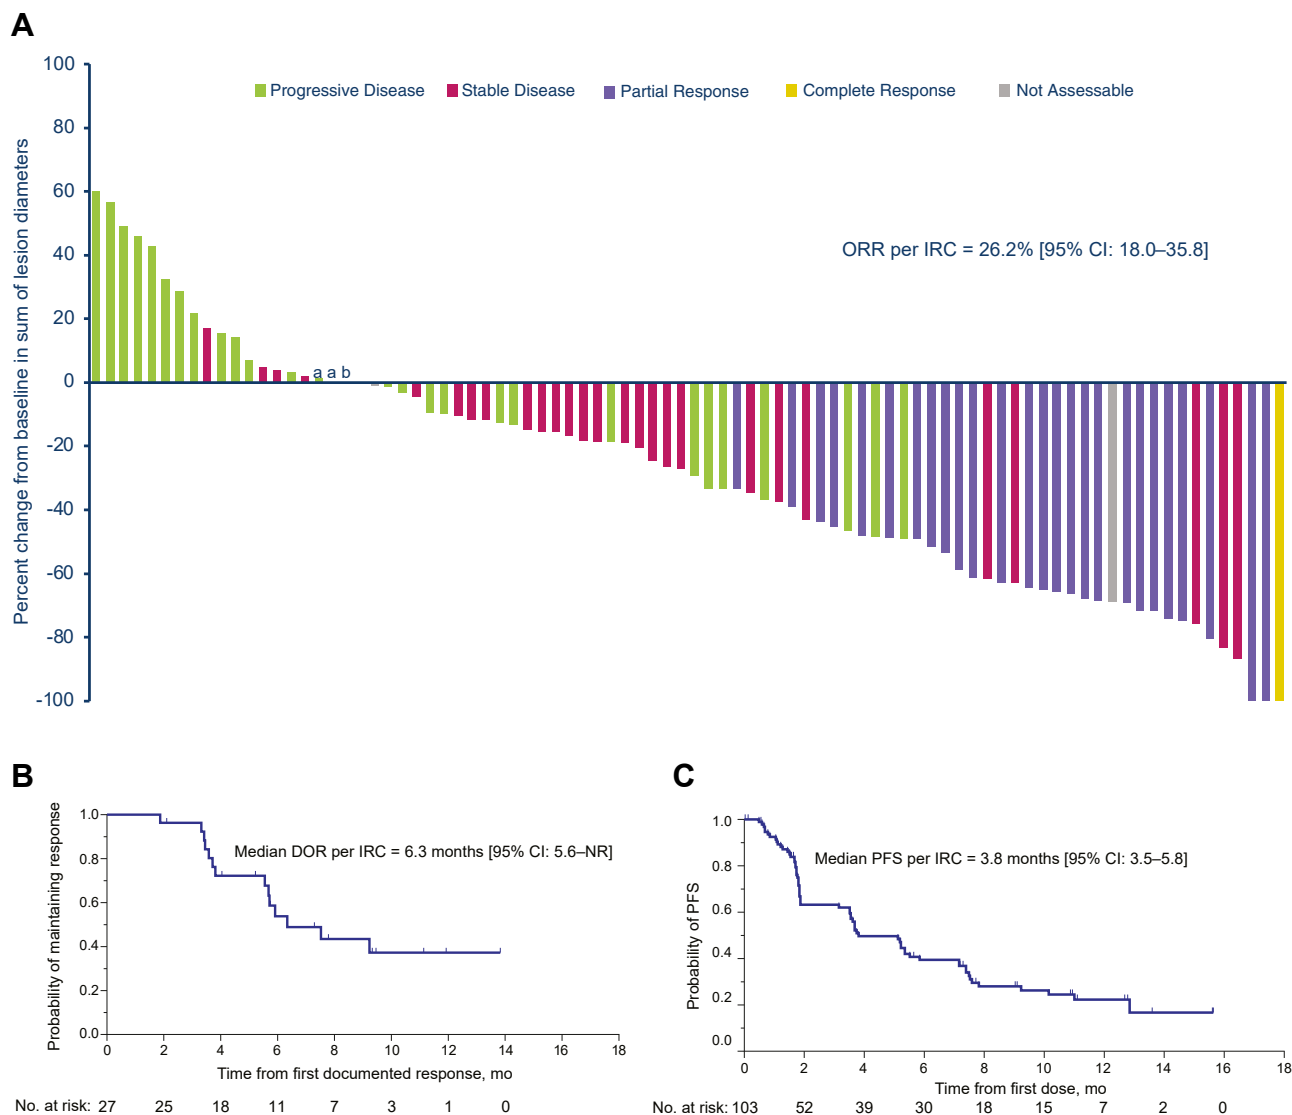 A
100
80
60
40
20
0
-20
-40
-60
-80
-100
Percent change from baseline in sum of lesion diameters
Progressive Disease Stable Disease Partial Response Complete Response Not Assessable
ORR per IRC = 26.2% [95% CI: 18.0–35.8]
a a b
B
Probability of maintaining response
1.0
0.8
0.6
0.4
0.2
0.0
Median DOR per IRC = 6.3 months [95% CI: 5.6–NR]
0 2 4 6 8 10 12 14 16 18
Time from first documented response, mo
No. at risk: 27 25 18 11 7 3 1 0
C
Probability of PFS
1.0
0.8
0.6
0.4
0.2
0.0
Median PFS per IRC = 3.8 months [95% CI: 3.5–5.8]
0 2 4 6 8 10 12 14 16 18
Time from first dose, mo
No. at risk: 103 52 39 30 18 15 7 2 0